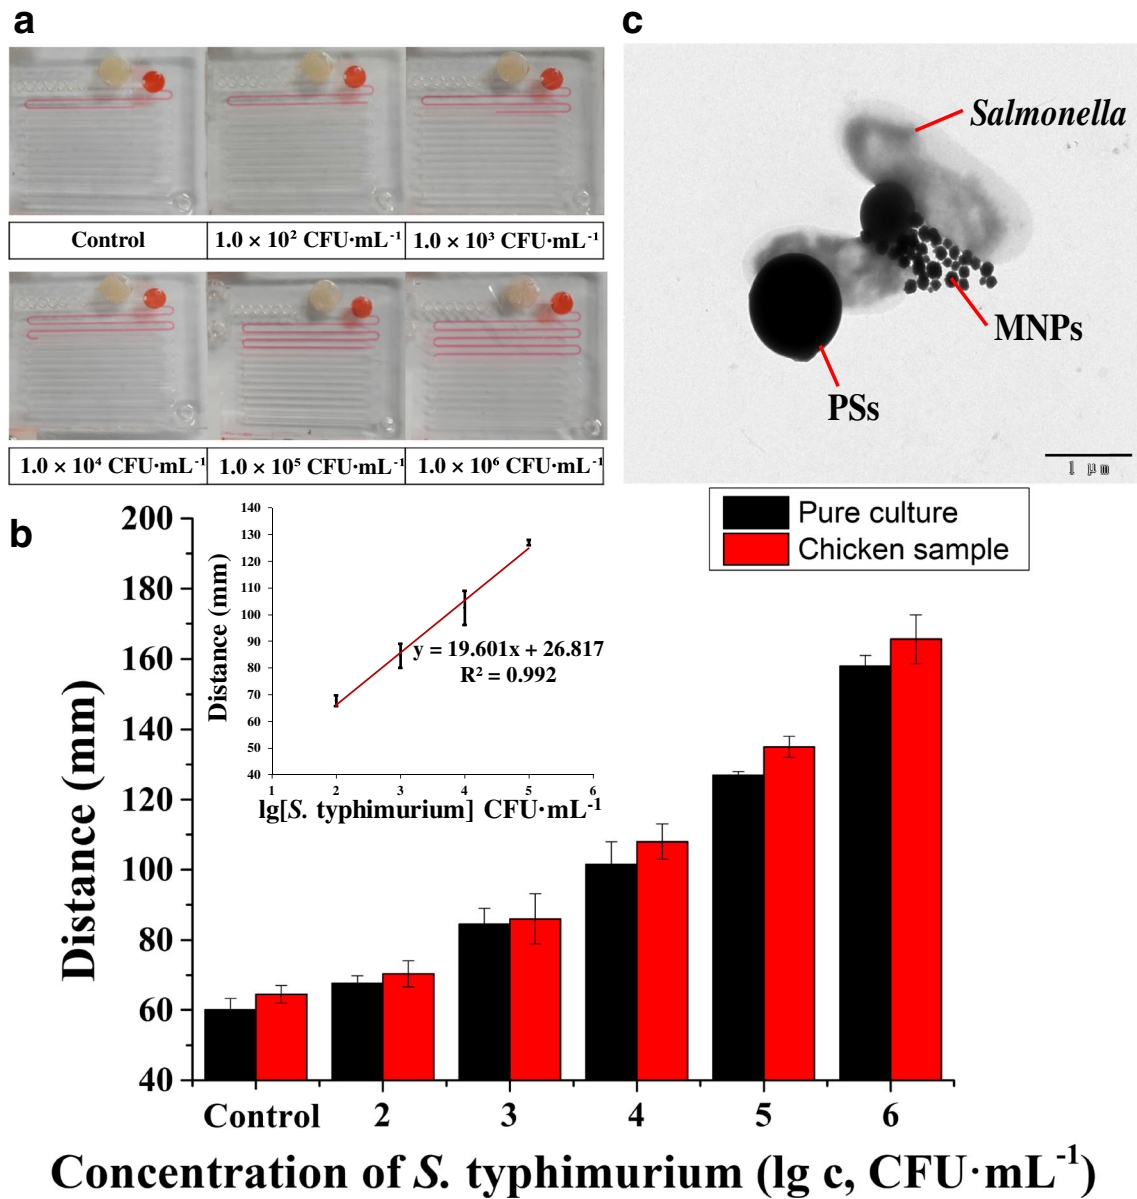 a
Control
1.0 × 10² CFU·mL⁻¹
1.0 × 10³ CFU·mL⁻¹
1.0 × 10⁴ CFU·mL⁻¹
1.0 × 10⁵ CFU·mL⁻¹
1.0 × 10⁶ CFU·mL⁻¹
c
Salmonella
MNPs
PSs
1 μm
b
Pure culture
Chicken sample
Distance (mm)
200
180
160
140
120
100
80
60
40
Distance (mm)
140
130
120
110
100
90
80
70
60
50
40
y = 19.601x + 26.817
R² = 0.992
1 2 3 4 5 6
lg[S. typhimurium] CFU·mL⁻¹
Control 2 3 4 5 6
Concentration of S. typhimurium (lg c, CFU·mL⁻¹)